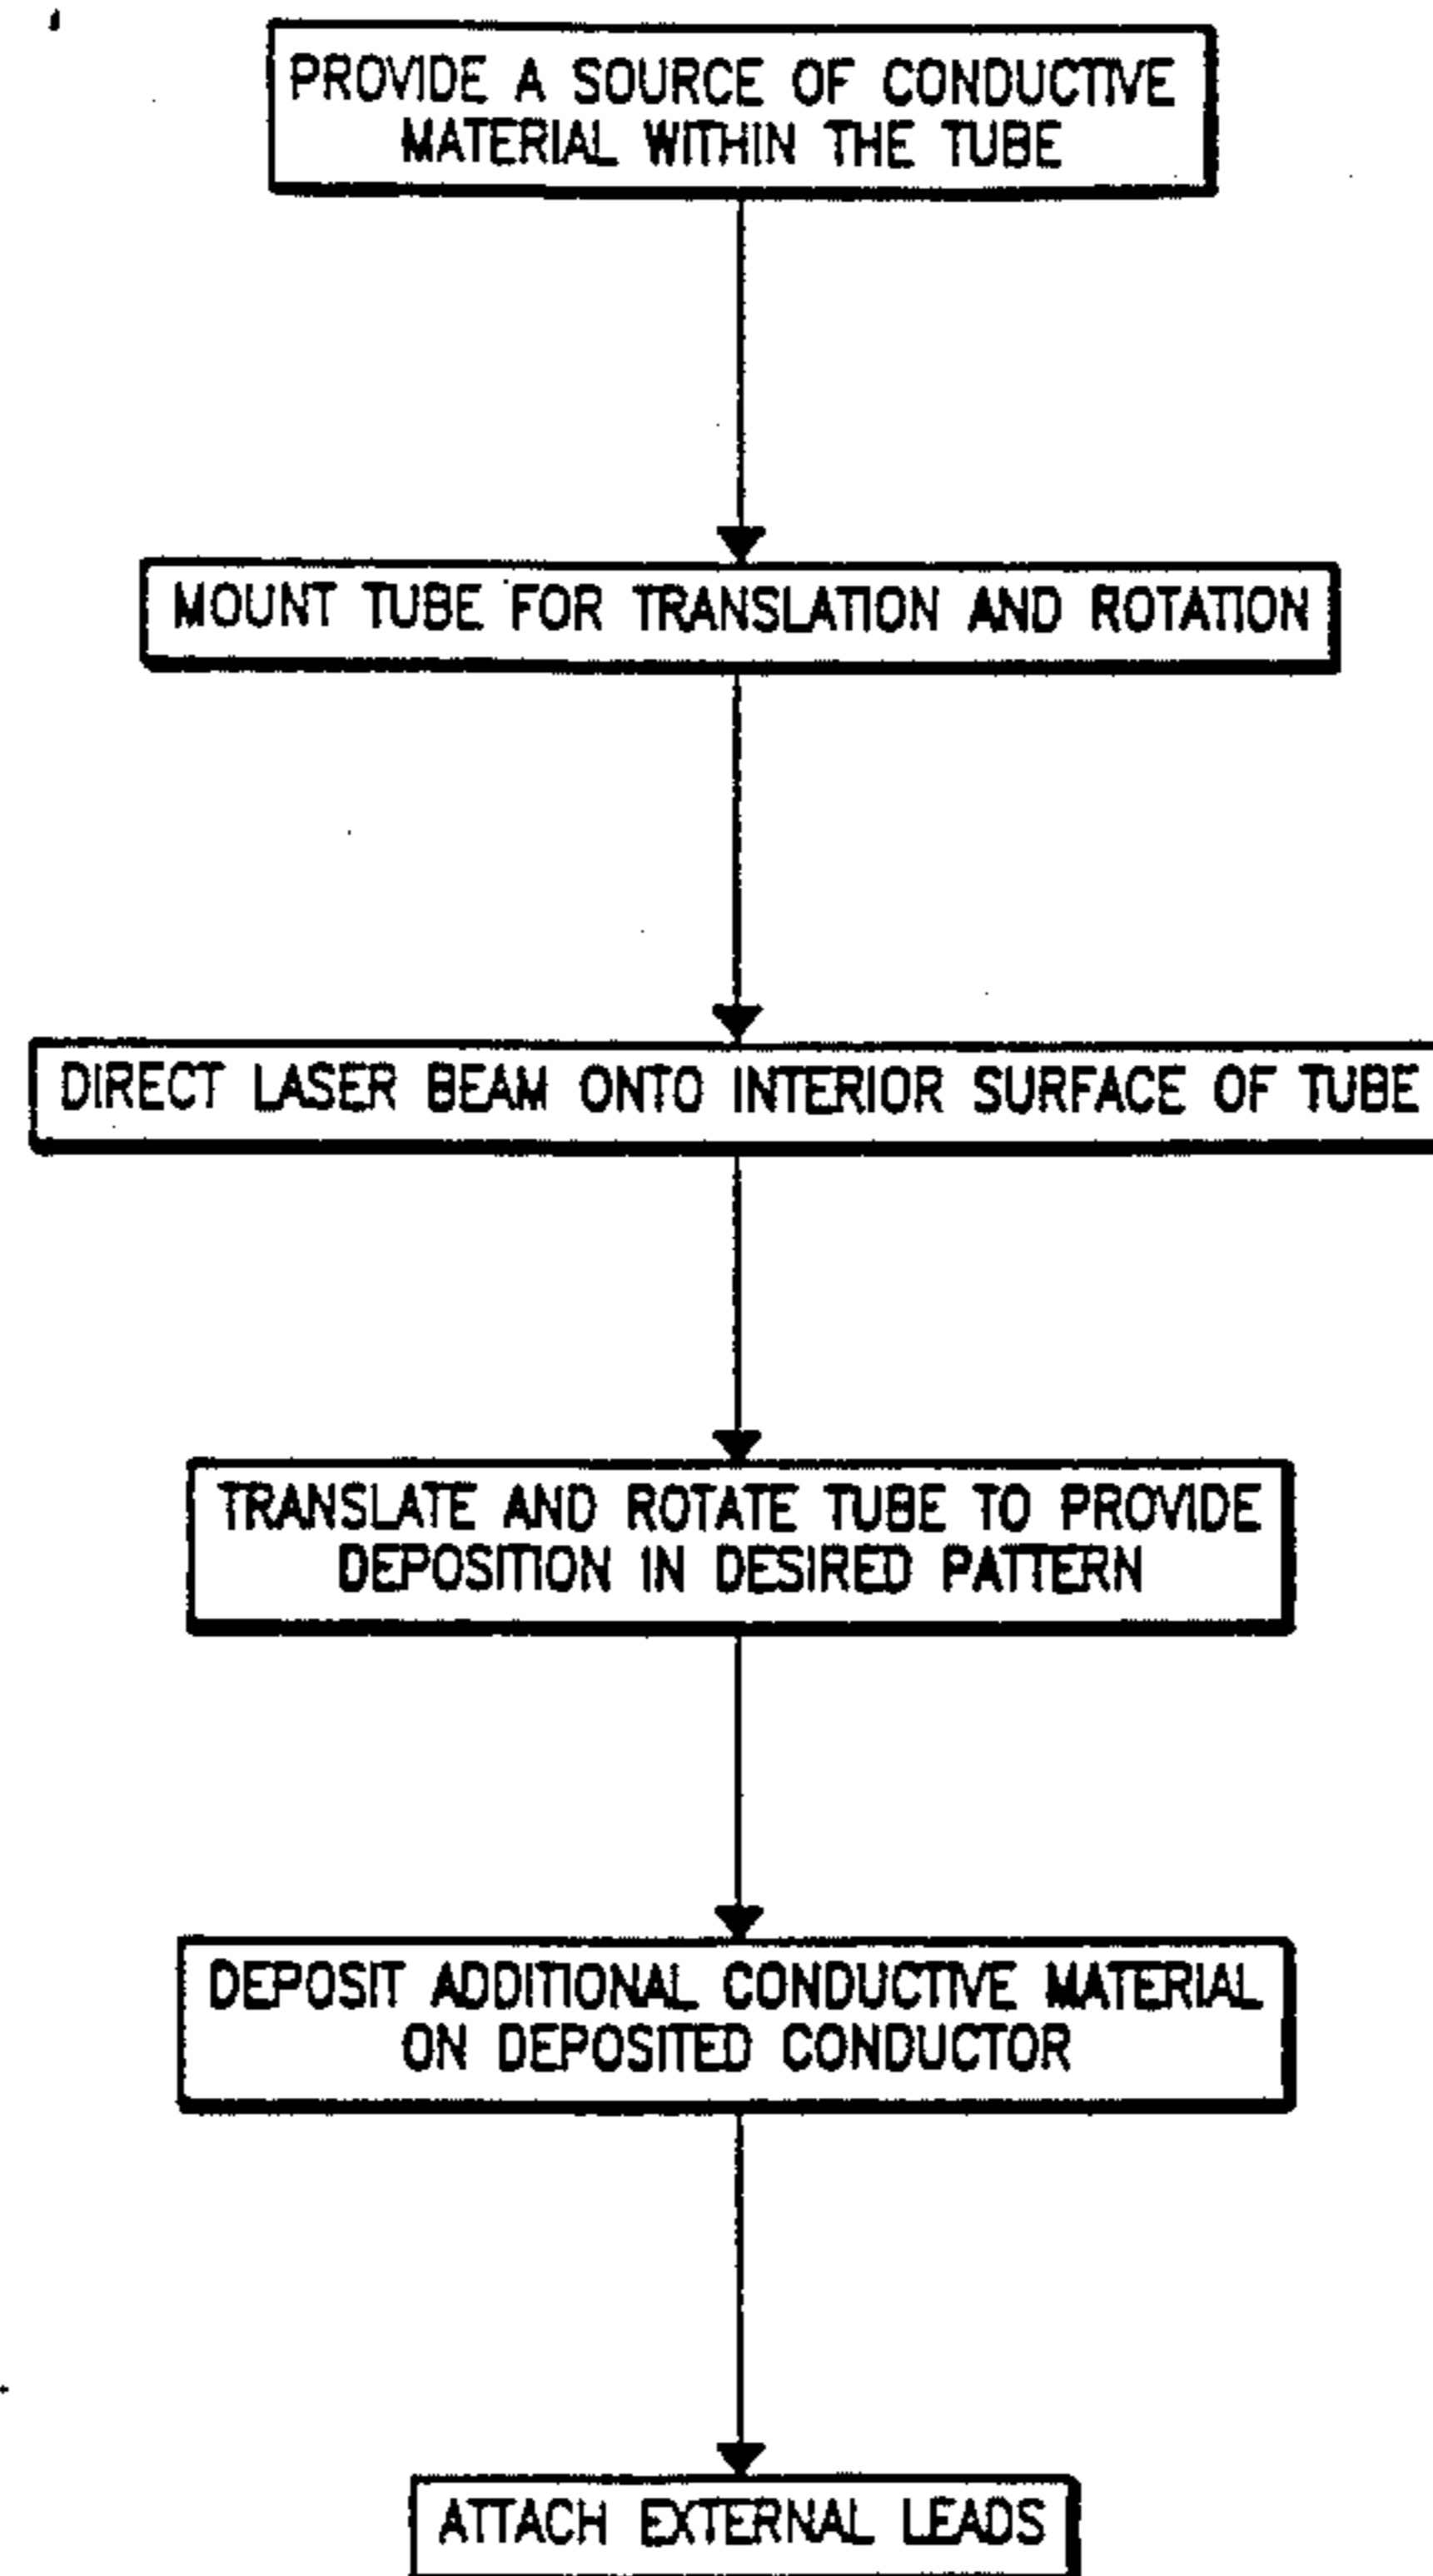 PROVIDE A SOURCE OF CONDUCTIVE
MATERIAL WITHIN THE TUBE
MOUNT TUBE FOR TRANSLATION AND ROTATION
DIRECT LASER BEAM ONTO INTERIOR SURFACE OF TUBE
TRANSLATE AND ROTATE TUBE TO PROVIDE
DEPOSITION IN DESIRED PATTERN
DEPOSIT ADDITIONAL CONDUCTIVE MATERIAL
ON DEPOSITED CONDUCTOR
ATTACH EXTERNAL LEADS